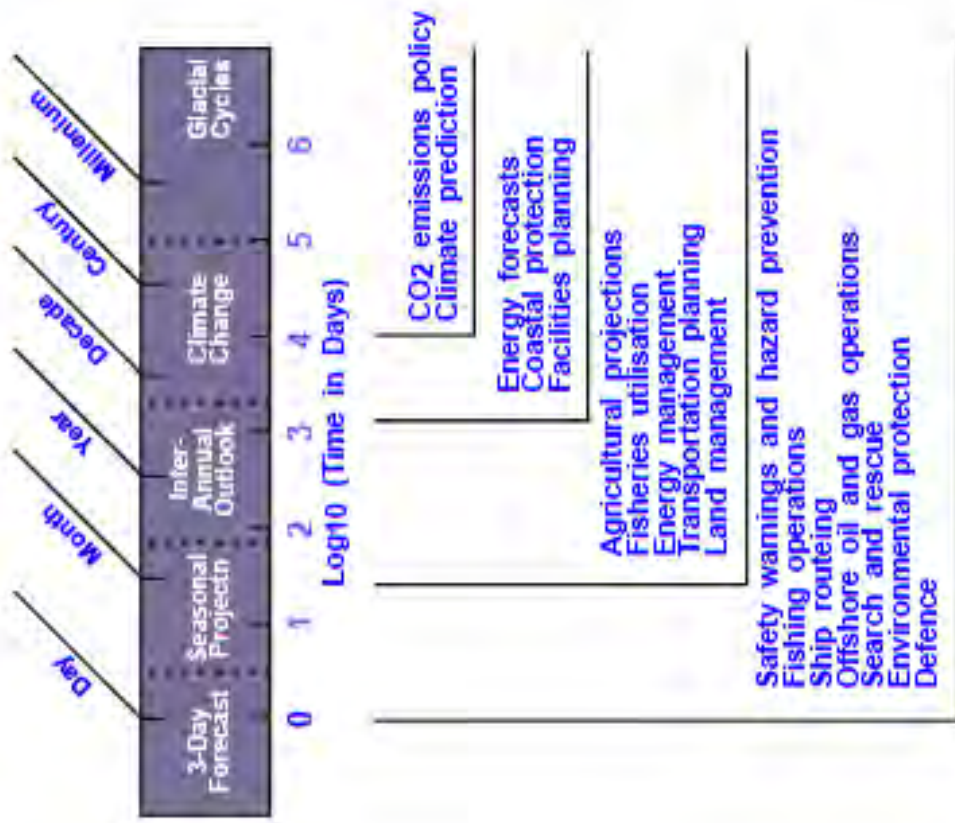 Day
Month
Year
Decade
Century
Millenium
3-Day
Forecast
Seasonal
Projectn
Inter-
Annual
Outlook
Climate
Change
Glacial
Cycles
0
1
2
3
4
5
6
Log10 (Time in Days)
CO2 emissions policy
Climate prediction
Energy forecasts
Coastal protection
Facilities planning
Agricultural projections
Fisheries utilisation
Energy management
Transportation planning
Land management
Safety warnings and hazard prevention
Fishing operations
Ship routeing
Offshore oil and gas operations
Search and rescue
Environmental protection
Defence